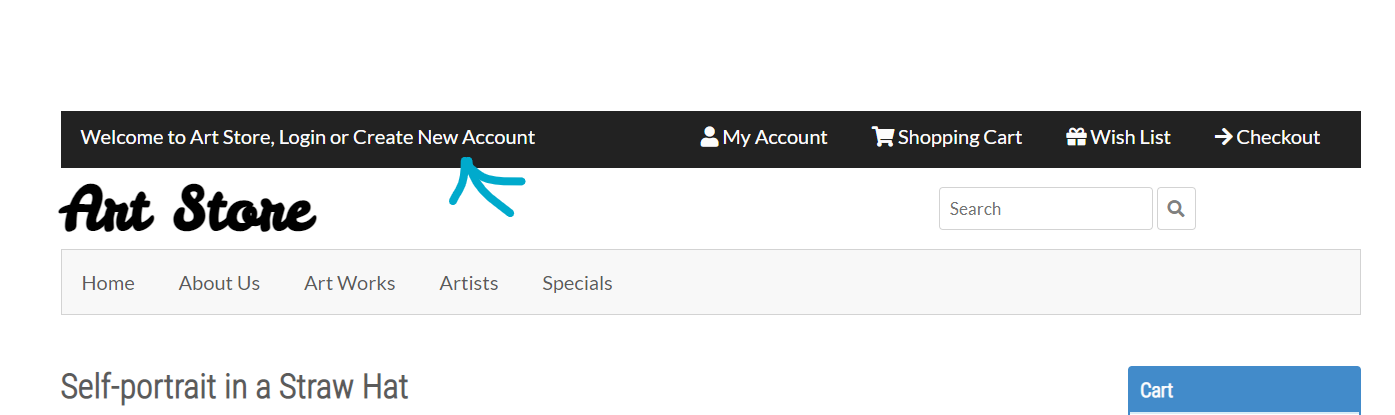 Welcome to Art Store, Login or Create New Account My Account Shopping Cart Wish List Checkout
Art Store Search
Home About Us Art Works Artists Specials
Self-portrait in a Straw Hat Cart